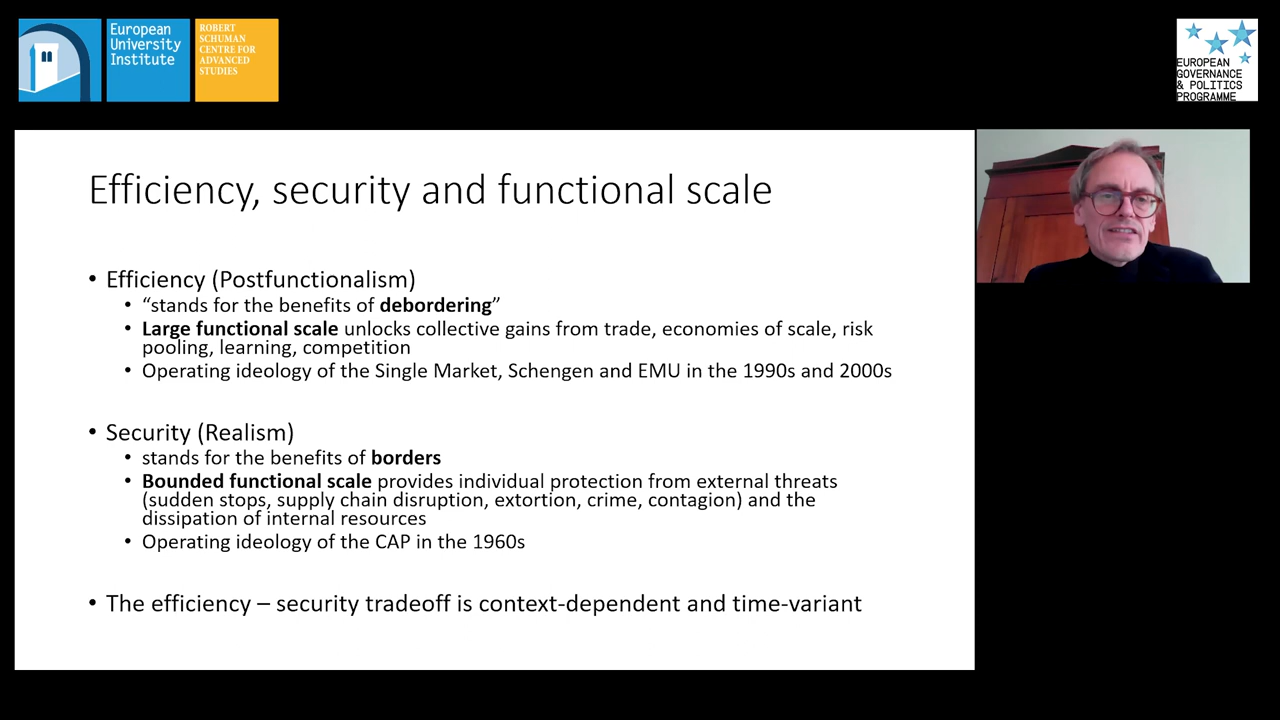 European
University
Institute
ROBERT
SCHUMAN
CENTRE FOR
ADVANCED
STUDIES
EUROPEAN
GOVERNANCE
& POLITICS
PROGRAMME
Efficiency, security and functional scale
• Efficiency (Postfunctionalism)
• “stands for the benefits of debordering”
• Large functional scale unlocks collective gains from trade, economies of scale, risk
pooling, learning, competition
• Operating ideology of the Single Market, Schengen and EMU in the 1990s and 2000s
• Security (Realism)
• stands for the benefits of borders
• Bounded functional scale provides individual protection from external threats
(sudden stops, supply chain disruption, extortion, crime, contagion) and the
dissipation of internal resources
• Operating ideology of the CAP in the 1960s
• The efficiency – security tradeoff is context-dependent and time-variant